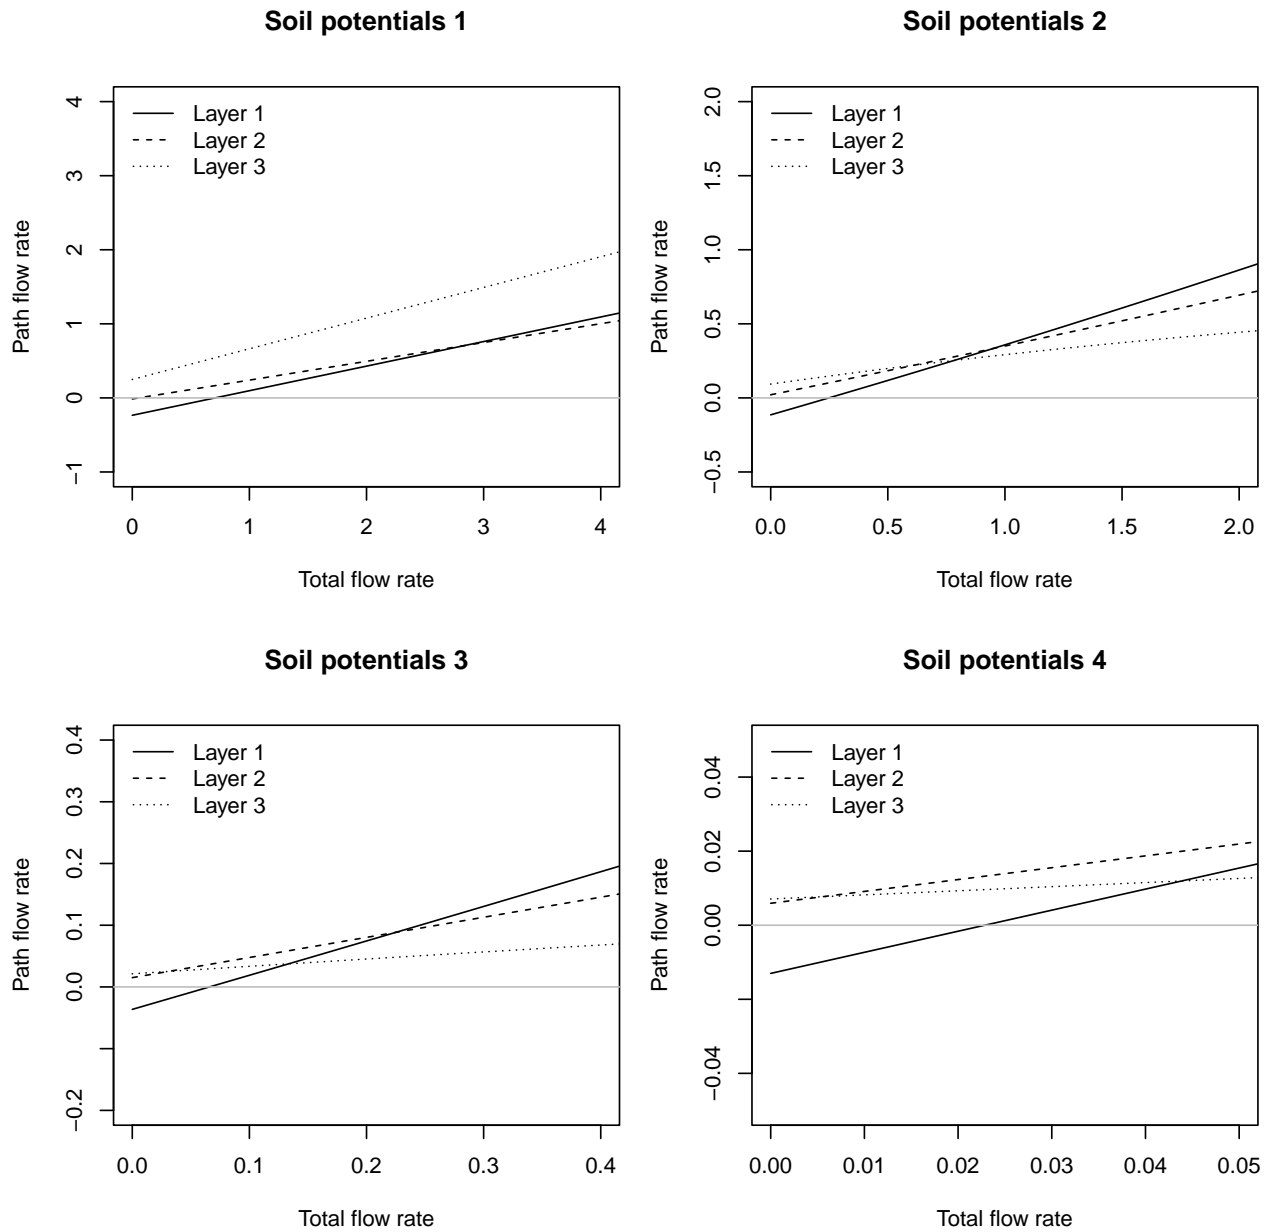 Soil potentials 1
Path flow rate
4
3
2
1
0
−1
Layer 1
Layer 2
Layer 3
0 1 2 3 4
Total flow rate
Soil potentials 2
Path flow rate
2.0
1.5
1.0
0.5
0.0
−0.5
Layer 1
Layer 2
Layer 3
0.0 0.5 1.0 1.5 2.0
Total flow rate
Soil potentials 3
Path flow rate
0.4
0.3
0.2
0.1
0.0
−0.2
Layer 1
Layer 2
Layer 3
0.0 0.1 0.2 0.3 0.4
Total flow rate
Soil potentials 4
Path flow rate
0.04
0.02
0.00
−0.04
Layer 1
Layer 2
Layer 3
0.00 0.01 0.02 0.03 0.04 0.05
Total flow rate